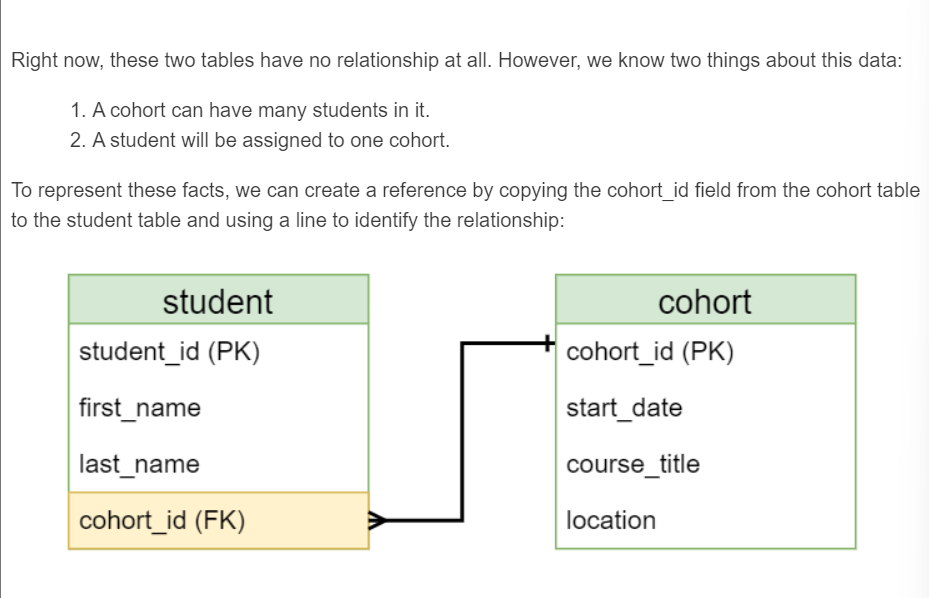 Right now, these two tables have no relationship at all. However, we know two things about this data:
1. A cohort can have many students in it.
2. A student will be assigned to one cohort.
To represent these facts, we can create a reference by copying the cohort_id field from the cohort table
to the student table and using a line to identify the relationship:
student
student_id (PK)
first_name
last_name
cohort_id (FK)
cohort
cohort_id (PK)
start_date
course_title
location